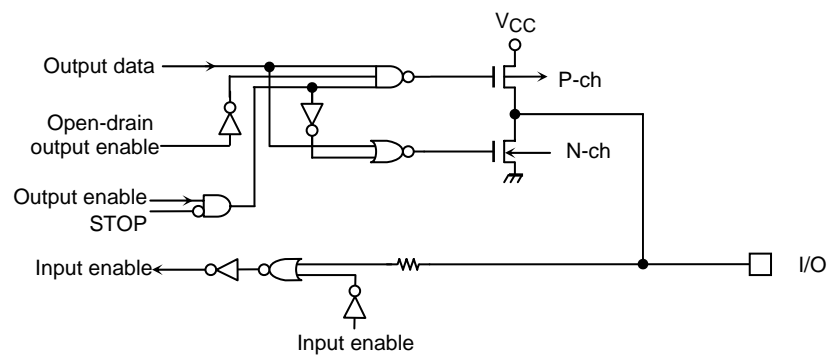 VCC
Output data
P-ch
Open-drain
output enable
N-ch
Output enable
STOP
Input enable
I/O
Input enable